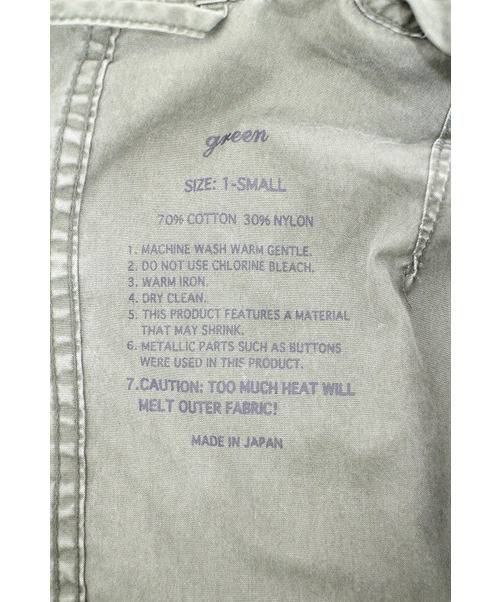 green
SIZE: 1-SMALL
70% COTTON 30% NYLON
1. MACHINE WASH WARM GENTLE.
2. DO NOT USE CHLORINE BLEACH.
3. WARM IRON.
4. DRY CLEAN.
5. THIS PRODUCT FEATURES A MATERIAL
THAT MAY SHRINK.
6. METALLIC PARTS SUCH AS BUTTONS
WERE USED IN THIS PRODUCT.
7.CAUTION: TOO MUCH HEAT WILL
MELT OUTER FABRIC!
MADE IN JAPAN